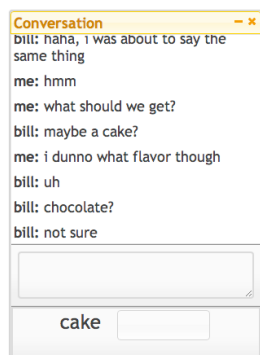 Conversation
bill: haha, i was about to say the
same thing
me: hmm
me: what should we get?
bill: maybe a cake?
me: i dunno what flavor though
bill: uh
bill: chocolate?
bill: not sure
cake